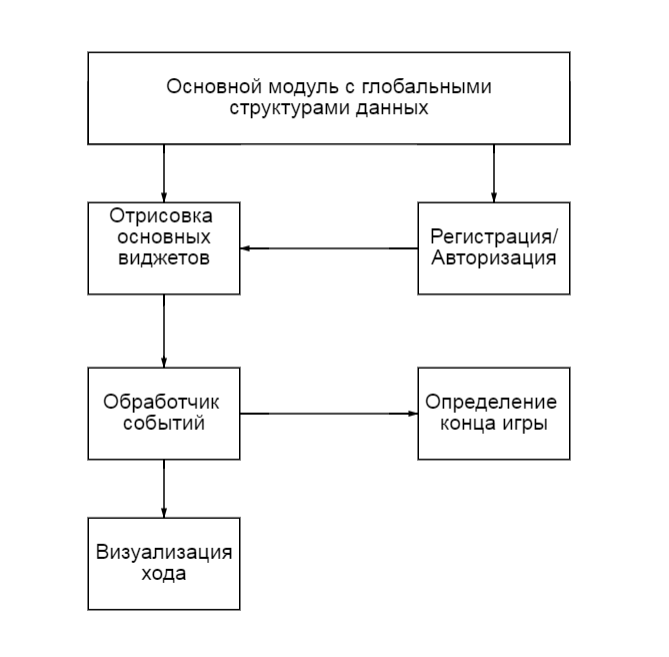 Основной модуль с глобальными
структурами данных
Отрисовка
основных
виджетов
Регистрация/
Авторизация
Обработчик
событий
Определение
конца игры
Визуализация
хода